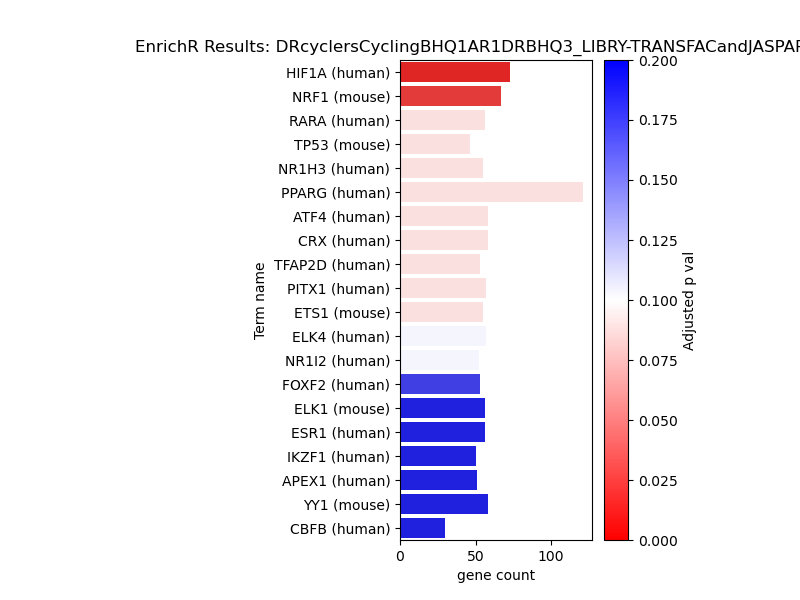 EnrichR Results: DRcyclersCyclingBHQ1AR1DRBHQ3_LIBRY-TRANSFACandJASPAR
HIF1A (human)
NRF1 (mouse)
RARA (human)
TP53 (mouse)
NR1H3 (human)
PPARG (human)
ATF4 (human)
CRX (human)
TFAP2D (human)
PITX1 (human)
ETS1 (mouse)
ELK4 (human)
NR1I2 (human)
FOXF2 (human)
ELK1 (mouse)
ESR1 (human)
IKZF1 (human)
APEX1 (human)
YY1 (mouse)
CBFB (human)
Term name
0 50 100
gene count
0.200
0.175
0.150
0.125
0.100
0.075
0.050
0.025
0.000
Adjusted p val